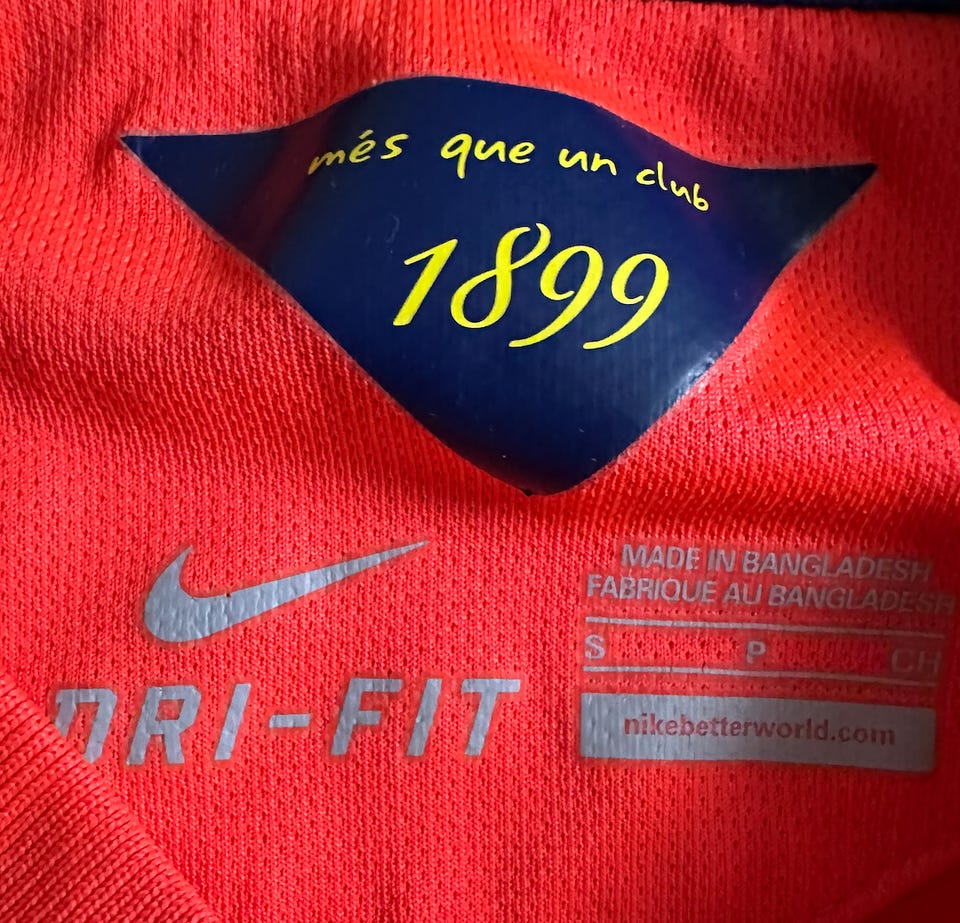 més que un club
1899
MADE IN BANGLADESH
FABRIQUE AU BANGLADESH
S P CH
DRI-FIT
nikebetterworld.com